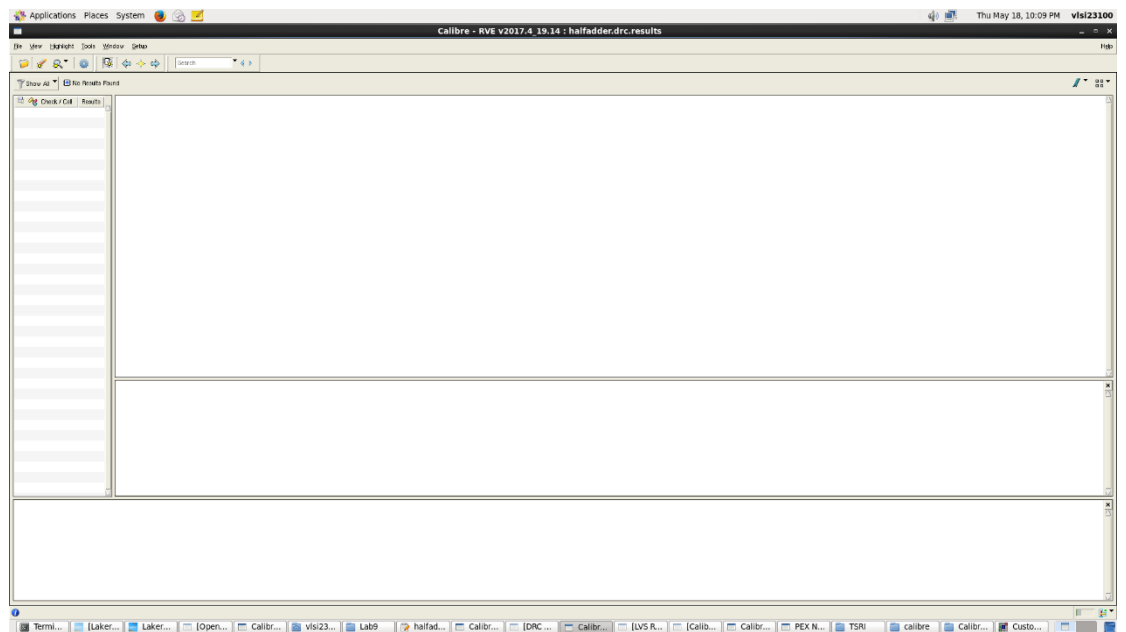 Applications Places System Thu May 18, 10:09 PM vlsi23100
Calibre - RVE v2017.4_19.14 : halfadder.drc.results
File View Highlight Tools Window Setup Help
Search
Show All No Results Found
Check / Cell Results
Termi... [Laker... Laker... [Open... Calibr... vlsi23... Lab9 halfad... Calibr... [DRC ... Calibr... [LVS R... [Calib... Calibr... PEX N... TSRI calibre Calibr... Custo...